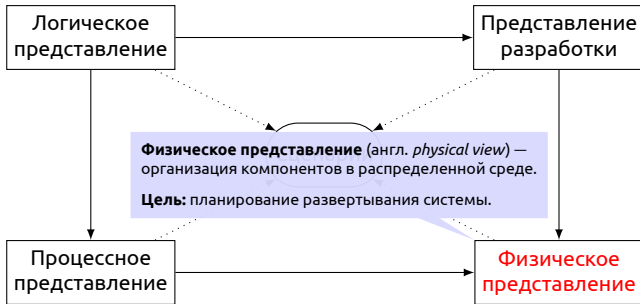 Логическое
представление
Представление
разработки
Физическое представление (англ. physical view) —
организация компонентов в распределенной среде.
Цель: планирование развертывания системы.
Процессное
представление
Физическое
представление